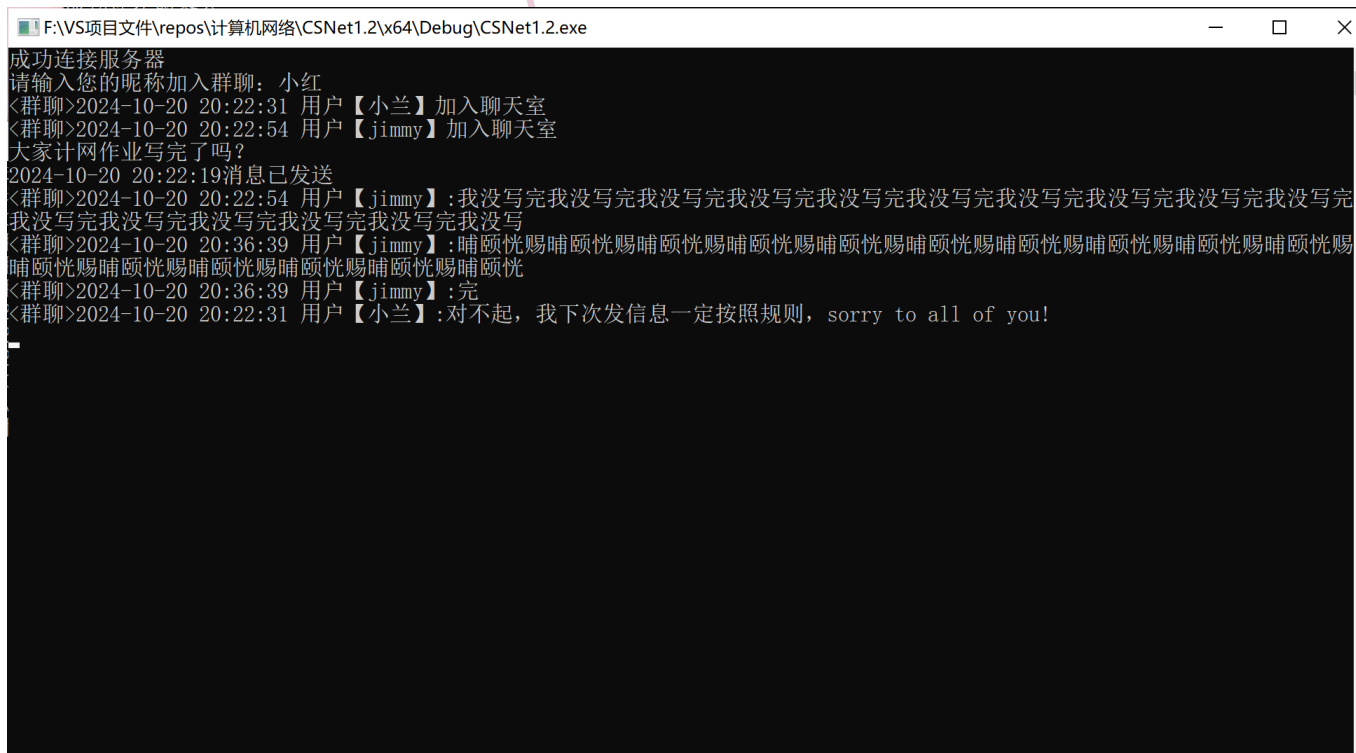 F:\VS项目文件\repos\计算机网络\CSNet1.2\x64\Debug\CSNet1.2.exe
成功连接服务器
请输入您的昵称加入群聊：小红
<群聊>2024-10-20 20:22:31 用户【小兰】加入聊天室
<群聊>2024-10-20 20:22:54 用户【jimmy】加入聊天室
大家计网作业写完了吗？
2024-10-20 20:22:19消息已发送
<群聊>2024-10-20 20:22:54 用户【jimmy】:我没写完我没写完我没写完我没写完我没写完我没写完我没写完我没写完我没写完我没写完
我没写完我没写完我没写完我没写完我没写完我没写
<群聊>2024-10-20 20:36:39 用户【jimmy】:晡颐恍赐晡颐恍赐晡颐恍赐晡颐恍赐晡颐恍赐晡颐恍赐晡颐恍赐晡颐恍赐晡颐恍赐晡颐恍赐
晡颐恍赐晡颐恍赐晡颐恍赐晡颐恍赐晡颐恍赐晡颐恍
<群聊>2024-10-20 20:36:39 用户【jimmy】:完
<群聊>2024-10-20 20:22:31 用户【小兰】:对不起，我下次发信息一定按照规则，sorry to all of you!